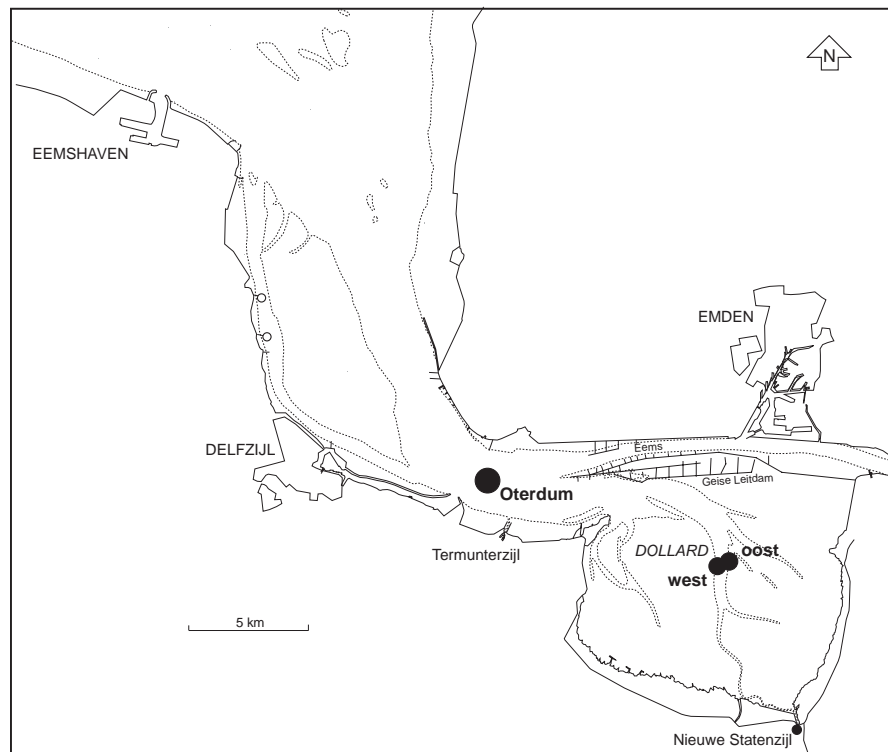 N
EEMSHAVEN
EMDEN
DELFZIJL
Eems
Geise Leitdam
Oterdum
Termunterzijl
DOLLARD
oost
west
5 km
Nieuwe Statenzijl